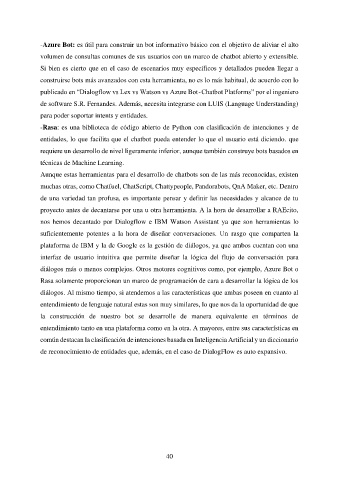 -Azure Bot: es útil para construir un bot informativo básico con el objetivo de aliviar el alto
volumen de consultas comunes de sus usuarios con un marco de chatbot abierto y extensible.
Si bien es cierto que en el caso de escenarios muy específicos y detallados pueden llegar a
construirse bots más avanzados con esta herramienta, no es lo más habitual, de acuerdo con lo
publicado en “Dialogflow vs Lex vs Watson vs Azure Bot–Chatbot Platforms” por el ingeniero
de software S.R. Fernandes. Además, necesita integrarse con LUIS (Language Understanding)
para poder soportar intents y entidades.
-Rasa: es una biblioteca de código abierto de Python con clasificación de intenciones y de
entidades, lo que facilita que el chatbot pueda entender lo que el usuario está diciendo. que
requiere un desarrollo de nivel ligeramente inferior, aunque también construye bots basados en
técnicas de Machine Learning.
Aunque estas herramientas para el desarrollo de chatbots son de las más reconocidas, existen
muchas otras, como Chatfuel, ChatScript, Chattypeople, Pandorabots, QnA Maker, etc. Dentro
de una variedad tan profusa, es importante pensar y definir las necesidades y alcance de tu
proyecto antes de decantarse por una u otra herramienta. A la hora de desarrollar a RAEcito,
nos hemos decantado por Dialogflow e IBM Watson Assistant ya que son herramientas lo
suficientemente potentes a la hora de diseñar conversaciones. Un rasgo que comparten la
plataforma de IBM y la de Google es la gestión de diálogos, ya que ambos cuentan con una
interfaz de usuario intuitiva que permite diseñar la lógica del flujo de conversación para
diálogos más o menos complejos. Otros motores cognitivos como, por ejemplo, Azure Bot o
Rasa solamente proporcionan un marco de programación de cara a desarrollar la lógica de los
diálogos. Al mismo tiempo, si atendemos a las características que ambas poseen en cuanto al
entendimiento de lenguaje natural estas son muy similares, lo que nos da la oportunidad de que
la construcción de nuestro bot se desarrolle de manera equivalente en términos de
entendimiento tanto en una plataforma como en la otra. A mayores, entre sus características en
común destacan la clasificación de intenciones basada en Inteligencia Artificial y un diccionario
de reconocimiento de entidades que, además, en el caso de DialogFlow es auto expansivo.
40